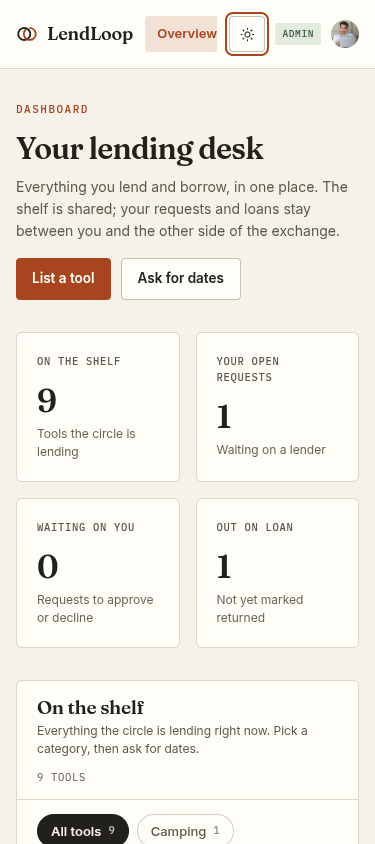 LendLoop
Overview
ADMIN
DASHBOARD
Your lending desk
Everything you lend and borrow, in one place. The
shelf is shared; your requests and loans stay
between you and the other side of the exchange.
List a tool
Ask for dates
ON THE SHELF
9
Tools the circle is
lending
YOUR OPEN
REQUESTS
1
Waiting on a lender
WAITING ON YOU
0
Requests to approve
or decline
OUT ON LOAN
1
Not yet marked
returned
On the shelf
Everything the circle is lending right now. Pick a
category, then ask for dates.
9 TOOLS
All tools 9
Camping 1